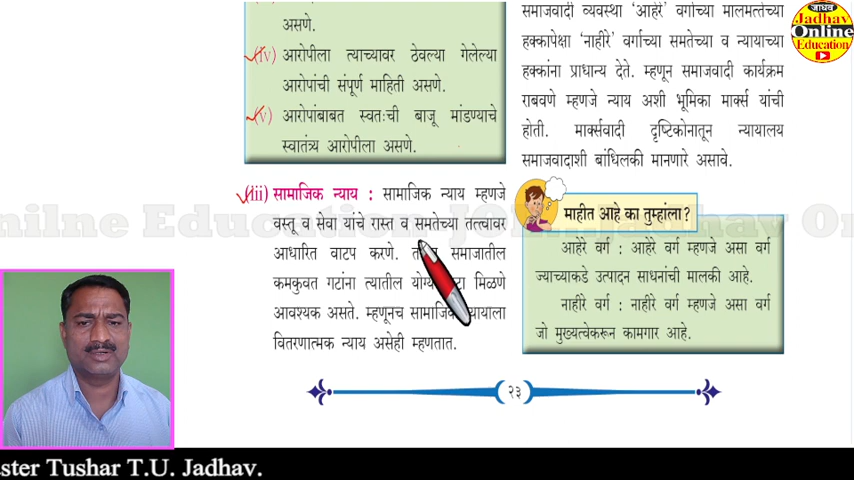 असणे.
(iv) आरोपीला त्याच्यावर ठेवल्या गेलेल्या
आरोपांची संपूर्ण माहिती असणे.
(v) आरोपांबाबत स्वतःची बाजू मांडण्याचे
स्वातंत्र्य आरोपीला असणे.
(iii) सामाजिक न्याय : सामाजिक न्याय म्हणजे
वस्तू व सेवा यांचे रास्त व समतेच्या तत्त्वावर
आधारित वाटप करणे. समाजातील
कमकुवत गटांना त्यातील मिळणे
आवश्यक असते. म्हणूनच
वितरणात्मक न्याय असेही म्हणतात.
समाजवादी व्यवस्था ‘आहेरे’ वर्गाच्या मालमत्तेच्या
हक्कापेक्षा ‘नाहीरे’ वर्गाच्या समतेच्या व न्यायाच्या
हक्कांना प्राधान्य देते. म्हणून समाजवादी कार्यक्रम
राबवणे म्हणजे न्याय अशी भूमिका मार्क्स यांची
होती. मार्क्सवादी दृष्टिकोनातून न्यायालय
समाजवादाशी बांधिलकी मानणारे असावे.
माहीत आहे का तुम्हांला ?
आहेरे वर्ग : आहेरे वर्ग म्हणजे असा वर्ग
ज्याच्याकडे उत्पादन साधनांची मालकी आहे.
नाहीरे वर्ग : नाहीरे वर्ग म्हणजे असा वर्ग
जो मुख्यत्वेकरून कामगार आहे.
२३
जाधव
Jadhav
Online
Education
Education Jadhav
ster Tushar T.U. Jadhav.